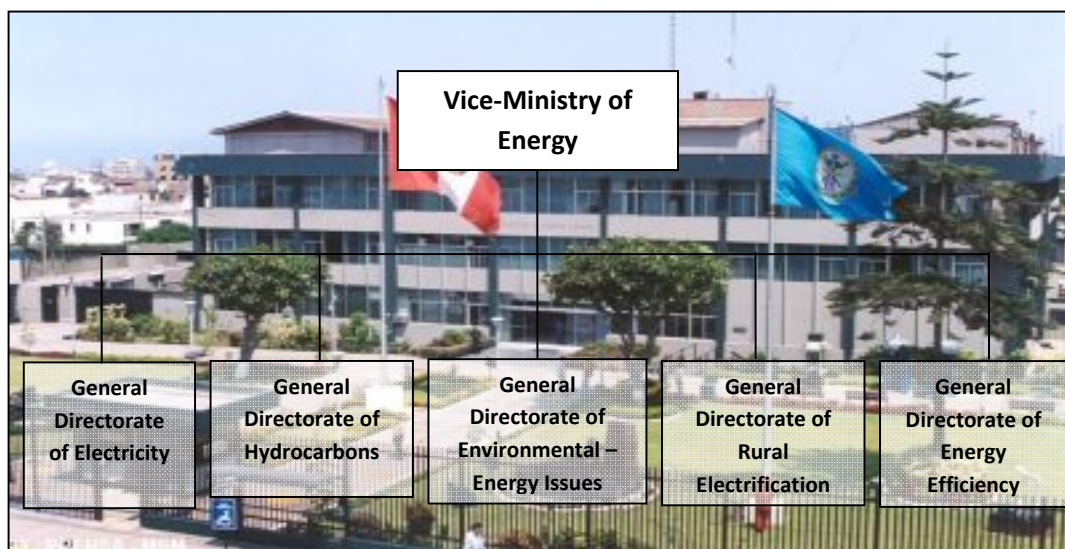 Vice-Ministry of
Energy
General
Directorate
of Electricity
General
Directorate of
Hydrocarbons
General
Directorate of
Environmental –
Energy Issues
General
Directorate of
Rural
Electrification
General
Directorate of
Energy
Efficiency